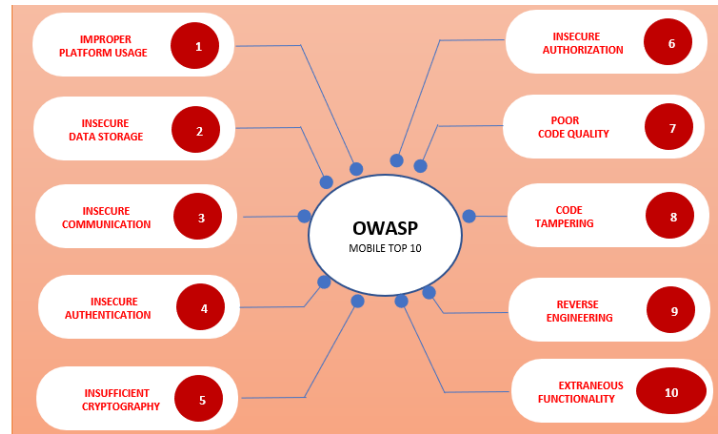 IMPROPER
PLATFORM USAGE
1
INSECURE
DATA STORAGE
2
INSECURE
COMMUNICATION
3
INSECURE
AUTHENTICATION
4
INSUFFICIENT
CRYPTOGRAPHY
5
OWASP
MOBILE TOP 10
INSECURE
AUTHORIZATION
6
POOR
CODE QUALITY
7
CODE
TAMPERING
8
REVERSE
ENGINEERING
9
EXTRANEOUS
FUNCTIONALITY
10